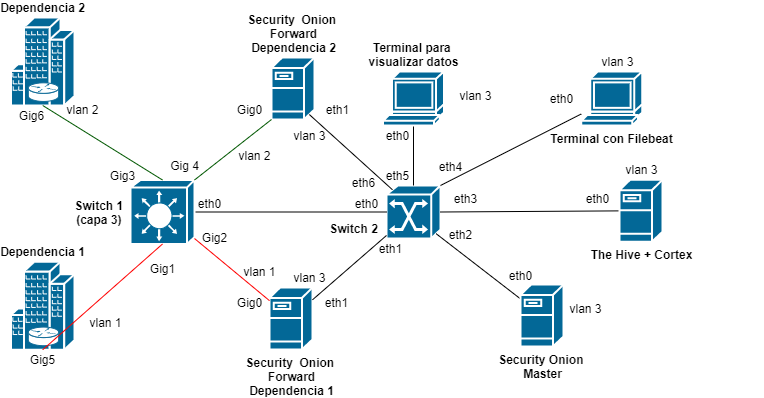 Dependencia 2
Security Onion
Forward
Dependencia 2
Terminal para
visualizar datos
vlan 3
vlan 3
eth0
Terminal con Filebeat
Gig6
vlan 2
Gig0
eth1
vlan 3
eth0
vlan 2
Gig3
Gig 4
eth6
eth5
eth4
vlan 3
Switch 1
(capa 3)
eth0
eth0
eth3
eth0
Switch 2
Gig2
eth1
eth2
The Hive + Cortex
Dependencia 1
Gig1
vlan 1
vlan 3
Gig0
eth1
eth0
vlan 3
vlan 1
Gig5
Security Onion
Forward
Dependencia 1
Security Onion
Master